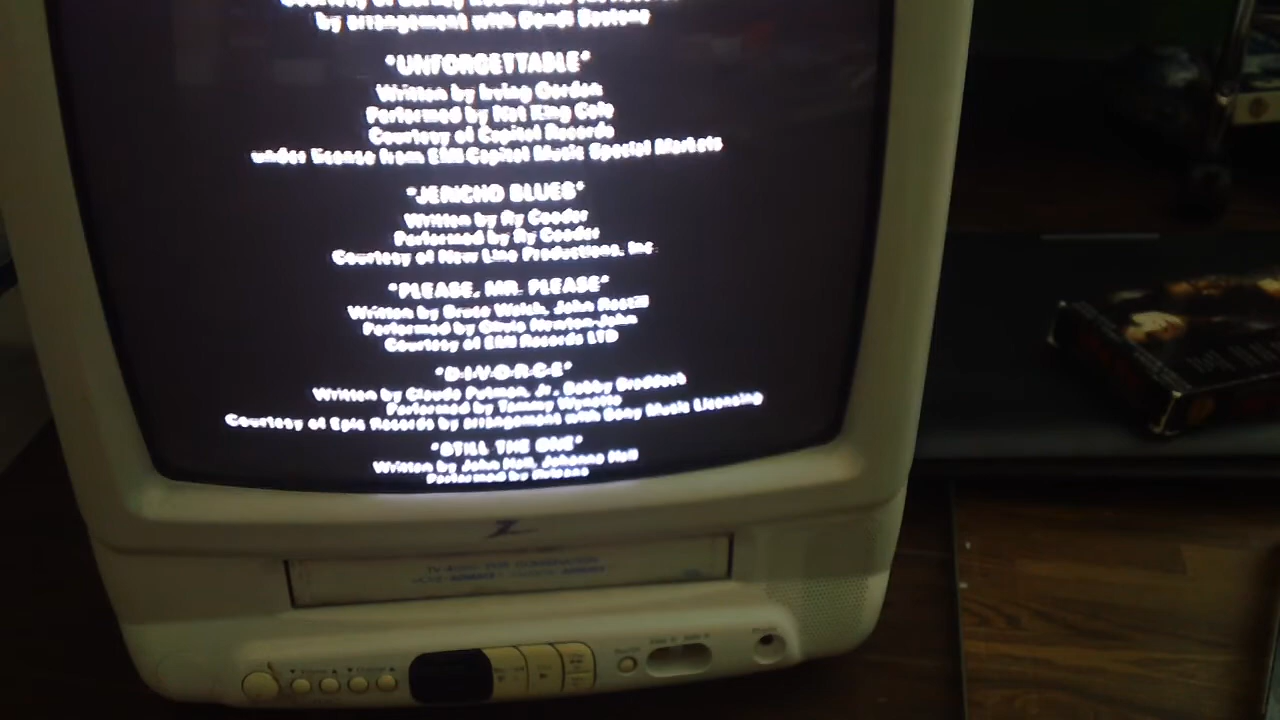 by arrangement with
"UNFORGETTABLE"
Written by Irving Gordon
Performed by Nat King Cole
Courtesy of Capitol Records
under license from EMI-Capitol Music Special Markets
"JERICHO BLUES"
Written by Ry Cooder
Performed by Ry Cooder
Courtesy of New Line Productions, Inc.
"PLEASE, MR. PLEASE"
Written by Bruce Welch, John Rostill
Performed by Olivia Newton-John
Courtesy of EMI Records LTD
"D-I-V-O-R-C-E"
Written by Claude Putman, Jr., Bobby Braddock
Performed by Tammy Wynette
Courtesy of Epic Records by arrangement with Sony Music Licensing
"STILL THE ONE"
Written by John Hall, Johanna Hall
Performed by Orleans
Z